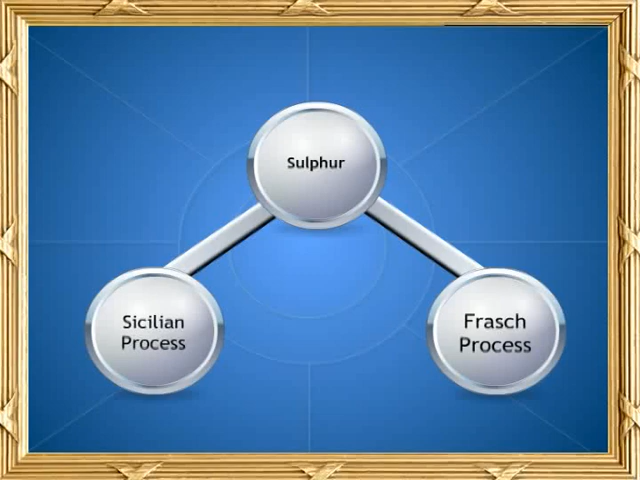 Sulphur
Sicilian
Process
Frasch
Process